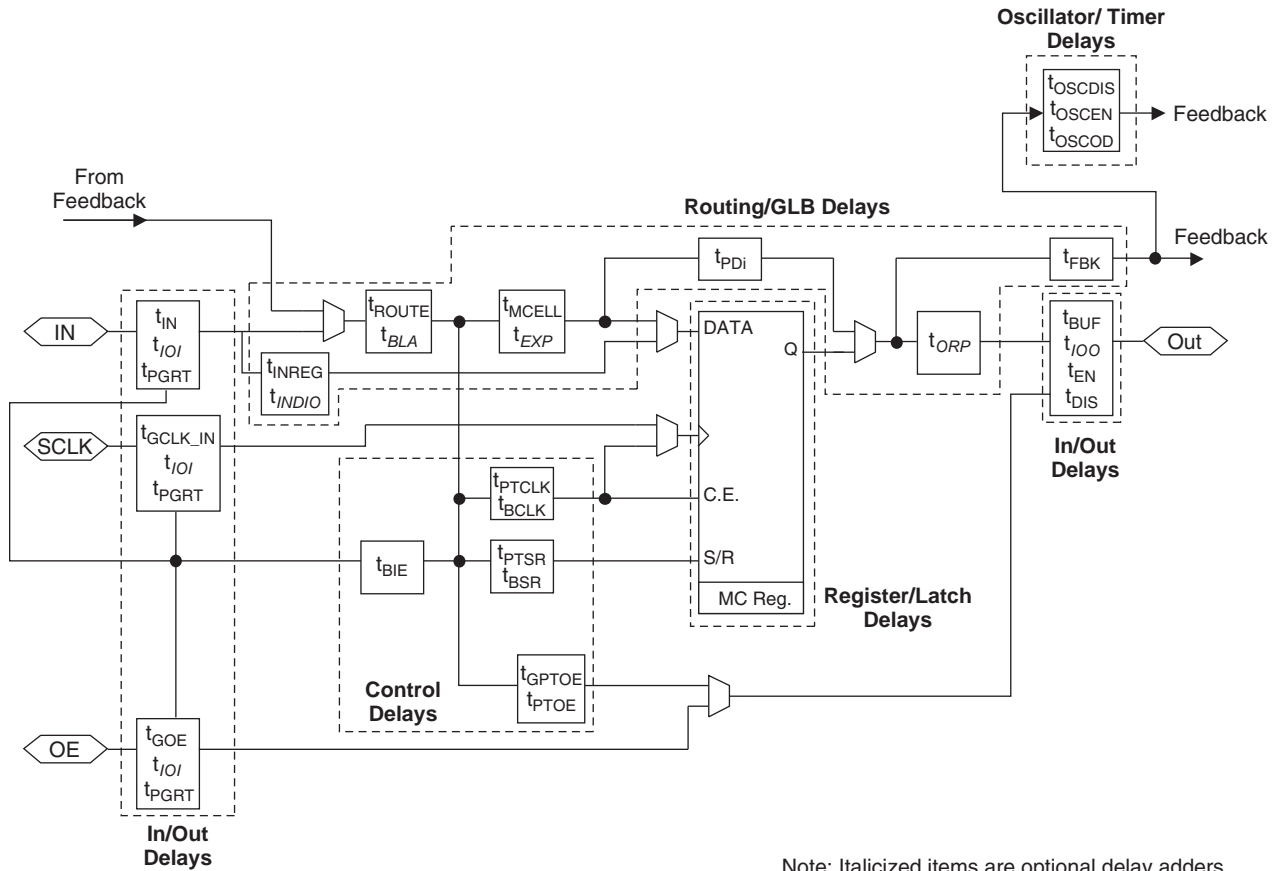 Oscillator/ Timer
Delays
tOSCDIS
tOSCEN
tOSCOD
Feedback
From
Feedback
Routing/GLB Delays
Feedback
tPDi
tFBK
IN
tIN
tIOI
tPGRT
tROUTE
tBLA
tMCELL
tEXP
DATA
Q
tORP
tBUF
tIOO
tEN
tDIS
Out
tINREG
tINDIO
SCLK
tGCLK_IN
tIOI
tPGRT
In/Out
Delays
tPTCLK
tBCLK
C.E.
tBIE
tPTSR
tBSR
S/R
MC Reg.
Register/Latch
Delays
Control
Delays
tGPTOE
tPTOE
OE
tGOE
tIOI
tPGRT
In/Out
Delays
Note: Italicized items are optional delay adders